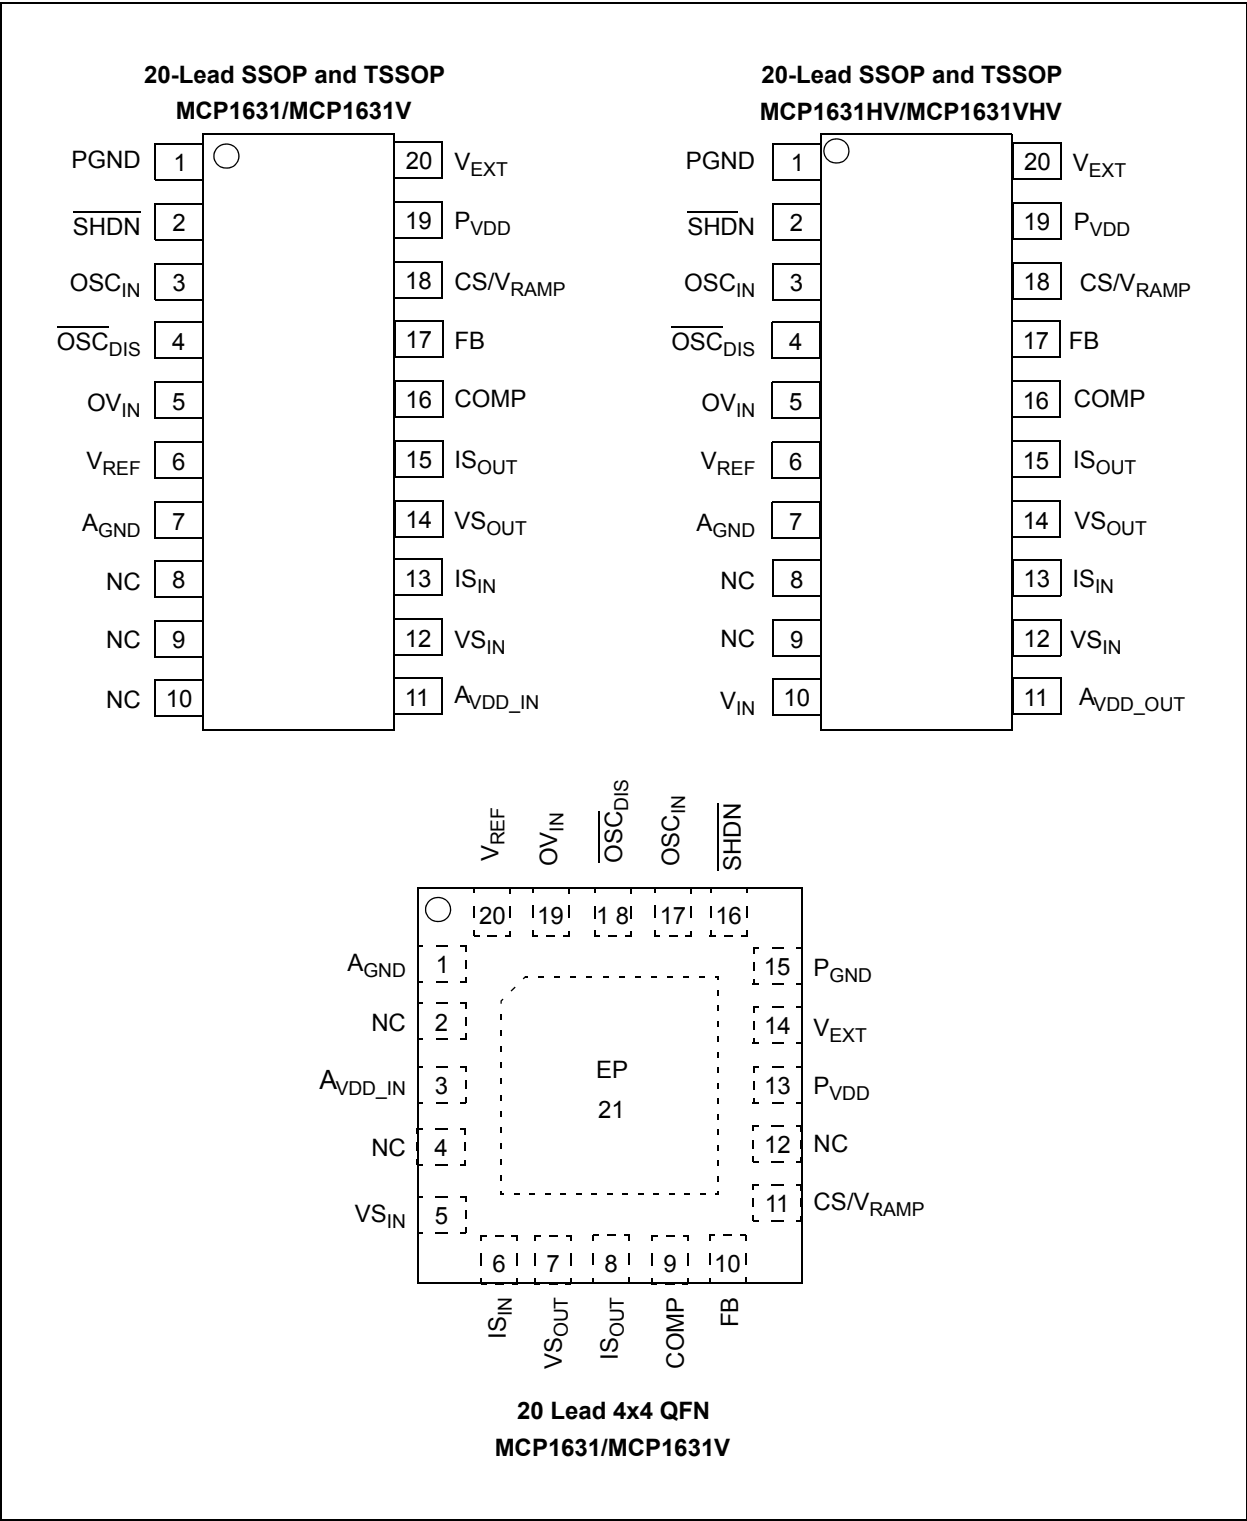 20-Lead SSOP and TSSOP
MCP1631/MCP1631V
PGND 1 20 VEXT
SHDN 2 19 PVDD
OSCIN 3 18 CS/VRAMP
OSCDIS 4 17 FB
OVIN 5 16 COMP
VREF 6 15 ISOUT
AGND 7 14 VSOUT
NC 8 13 ISIN
NC 9 12 VSIN
NC 10 11 AVDD_IN
20-Lead SSOP and TSSOP
MCP1631HV/MCP1631VHV
PGND 1 20 VEXT
SHDN 2 19 PVDD
OSCIN 3 18 CS/VRAMP
OSCDIS 4 17 FB
OVIN 5 16 COMP
VREF 6 15 ISOUT
AGND 7 14 VSOUT
NC 8 13 ISIN
NC 9 12 VSIN
VIN 10 11 AVDD_OUT
VREF OVIN OSCDIS OSCIN SHDN
20 19 1 8 17 16
AGND 1 15 PGND
NC 2 14 VEXT
AVDD_IN 3 13 PVDD
NC 4 12 NC
VSIN 5 11 CS/VRAMP
EP
21
6 7 8 9 10
ISIN VSOUT ISOUT COMP FB
20 Lead 4x4 QFN
MCP1631/MCP1631V